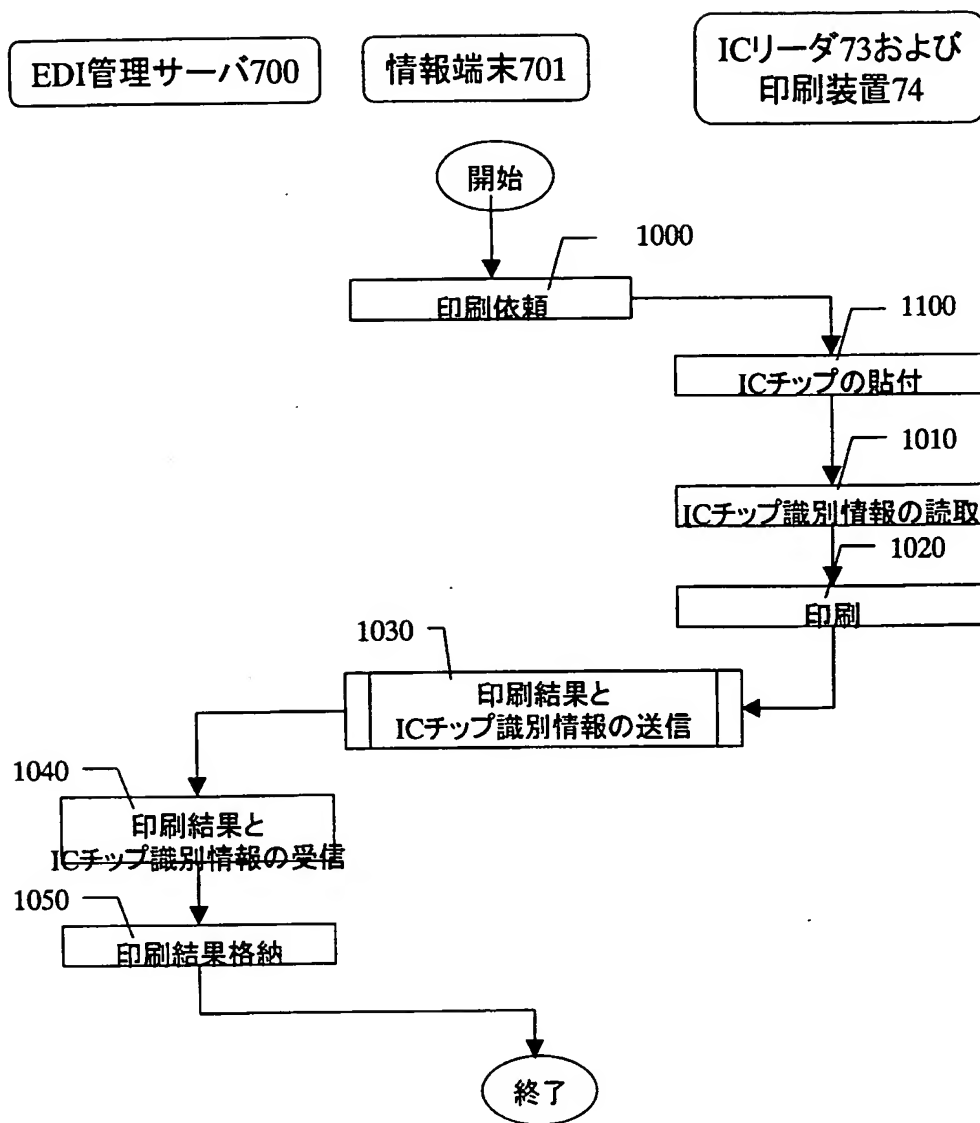 EDI管理サーバ700
情報端末701
ICリーダ73および
印刷装置74
開始
1000
印刷依頼
1100
ICチップの貼付
1010
ICチップ識別情報の読取
1020
印刷
1030
印刷結果と
ICチップ識別情報の送信
1040
印刷結果と
ICチップ識別情報の受信
1050
印刷結果格納
終了